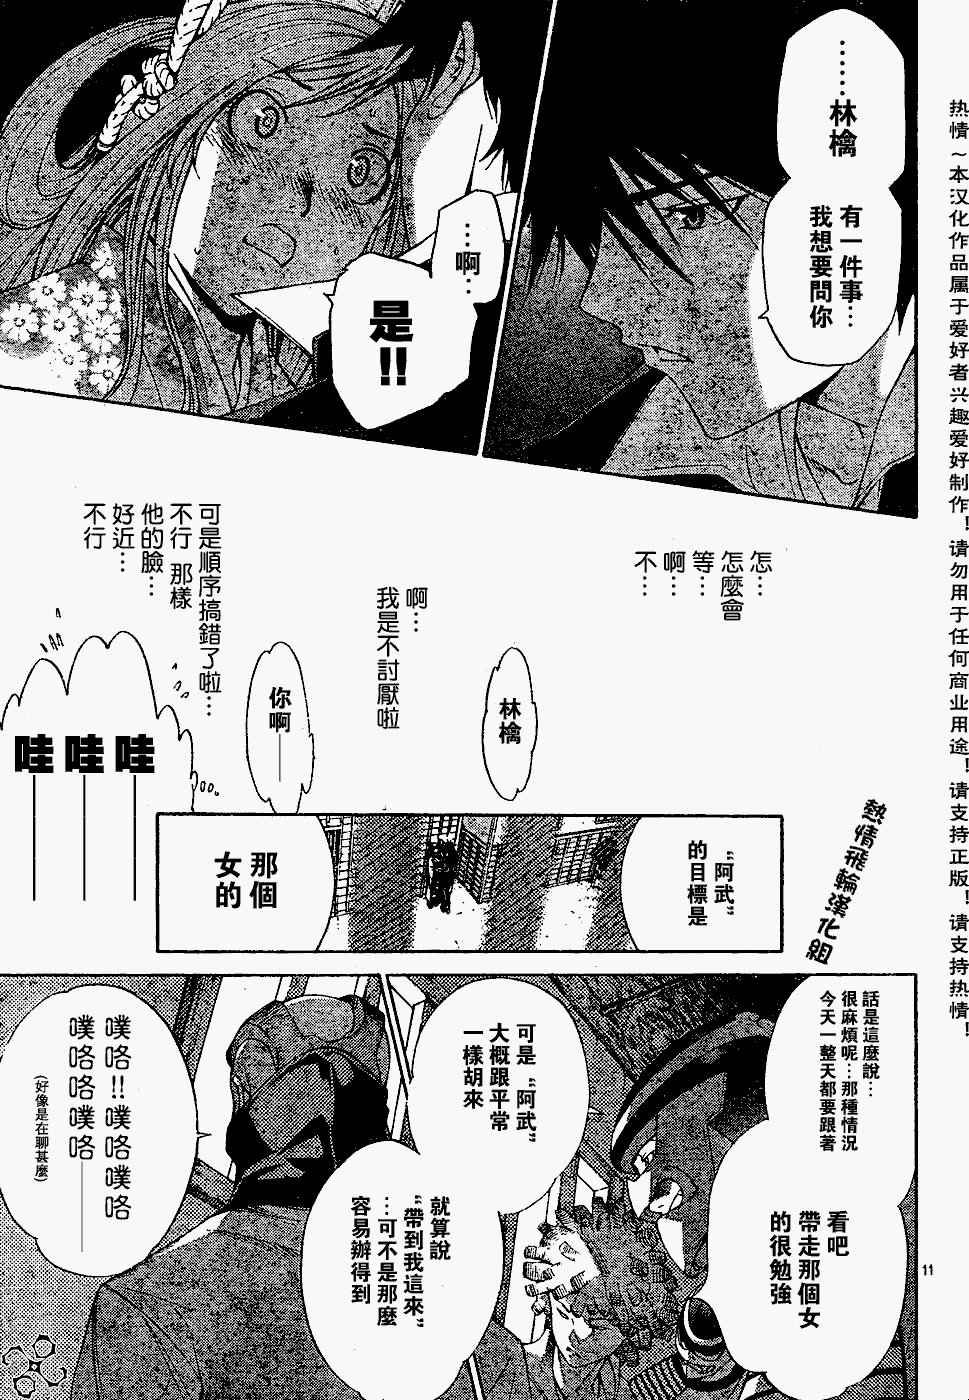 ……林檎
有一件事…
我想要問你
…啊…
是!!
怎…
怎麼會
等…
啊…
不…
林檎
啊…
我是不討厭啦
你啊——
可是順序搞錯了啦…
不行 那樣
他的臉…
好近…
不行
哇——
哇——
哇——
“阿武”
的目標是
那個
女的
話是這麼說…
很麻煩呢…那種情況
今天一整天都要跟著
看吧
帶走那個女
的很勉強
可是“阿武”
大概跟平常
一樣胡來
就算說
“帶到我這來”
…可不是那麼
容易辦得到
噗咯!!噗咯噗咯
噗咯咯噗咯——
(好像是在聊甚麼)
熱情飛輪漢化組
11
热情~本汉化作品属于爱好者兴趣爱好制作!请勿用于任何商业用途!请支持正版!请支持热情!